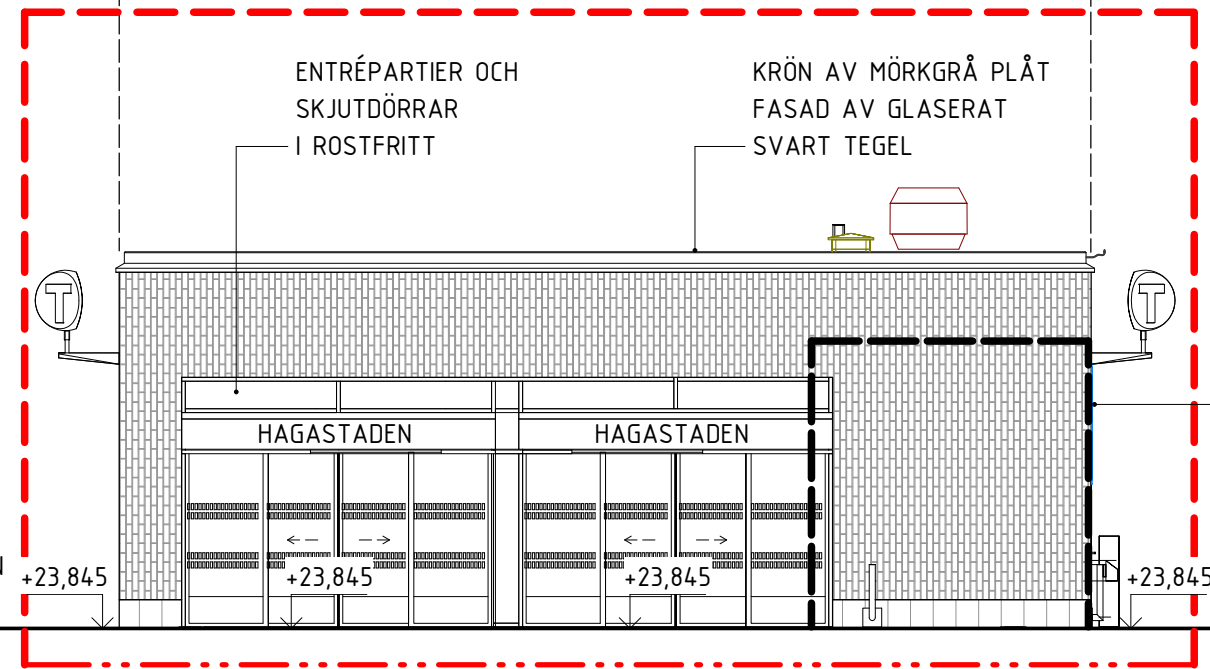 ENTRÉPARTIER OCH
SKJUTDÖRRAR
I ROSTFRITT
KRÖN AV MÖRKGRÅ PLÅT
FASAD AV GLASERAT
SVART TEGEL
T
T
HAGASTADEN
HAGASTADEN
+23,845
+23,845
+23,845
+23,845